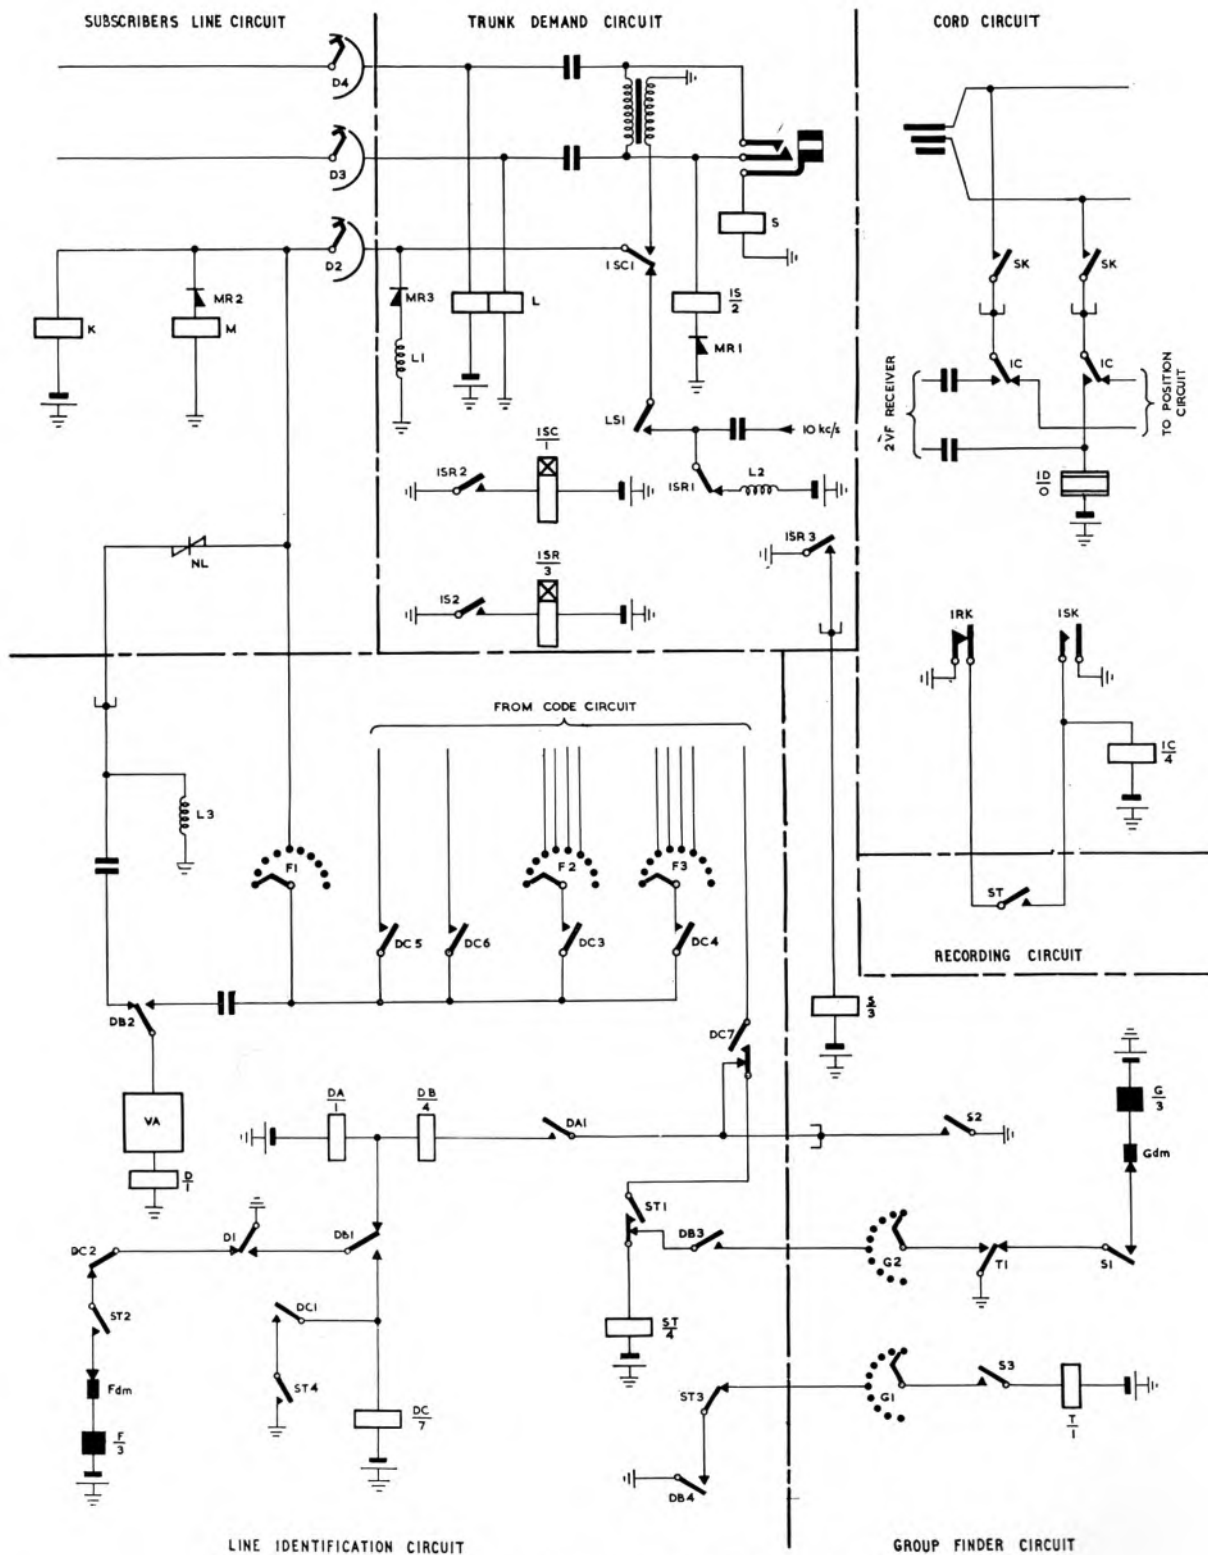 SUBSCRIBERS LINE CIRCUIT
TRUNK DEMAND CIRCUIT
CORD CIRCUIT
D4
D3
D2
S
ISC1
SK
SK
K
MR2
M
MR3
L1
L
IS
2
MR1
IC
IC
2VF RECEIVER
TO POSITION
CIRCUIT
LS1
10 kc/s
ISC
1
ISR2
ISR1
L2
ID
O
NL
ISR
3
IS2
ISR 3
IRK
ISK
FROM CODE CIRCUIT
IC
4
L3
F1
F2
F3
ST
DC5
DC6
DC3
DC4
RECORDING CIRCUIT
DB2
S
3
DC7
VA
DA
1
DB
4
DA1
S2
G
3
Gdm
D
1
ST1
D1
DB1
DB3
G2
T1
S1
DC2
ST2
DC1
ST
4
Fdm
ST4
ST3
G1
S3
DC
7
T
1
F
3
DB4
LINE IDENTIFICATION CIRCUIT
GROUP FINDER CIRCUIT